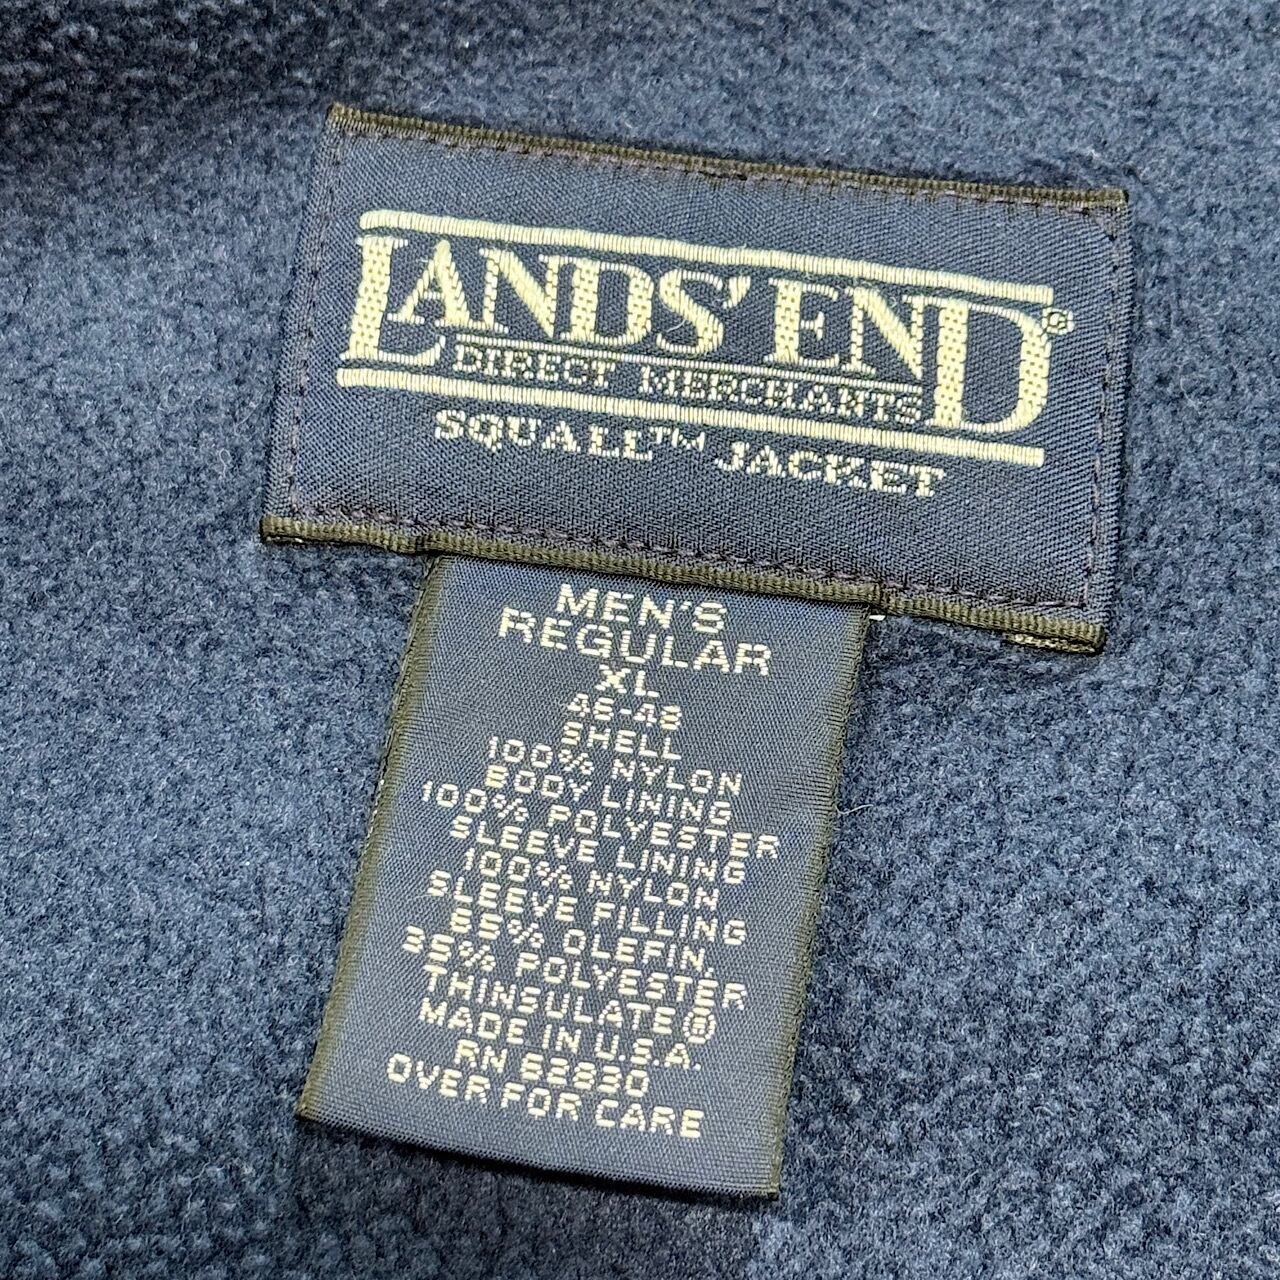 LANDS' END®
DIRECT MERCHANTS
SQUALL™ JACKET
MEN'S
REGULAR
XL
46-48
SHELL
100% NYLON
BODY LINING
100% POLYESTER
SLEEVE LINING
100% NYLON
SLEEVE FILLING
65% OLEFIN,
35% POLYESTER
THINSULATE®
MADE IN U.S.A.
RN 63830
OVER FOR CARE